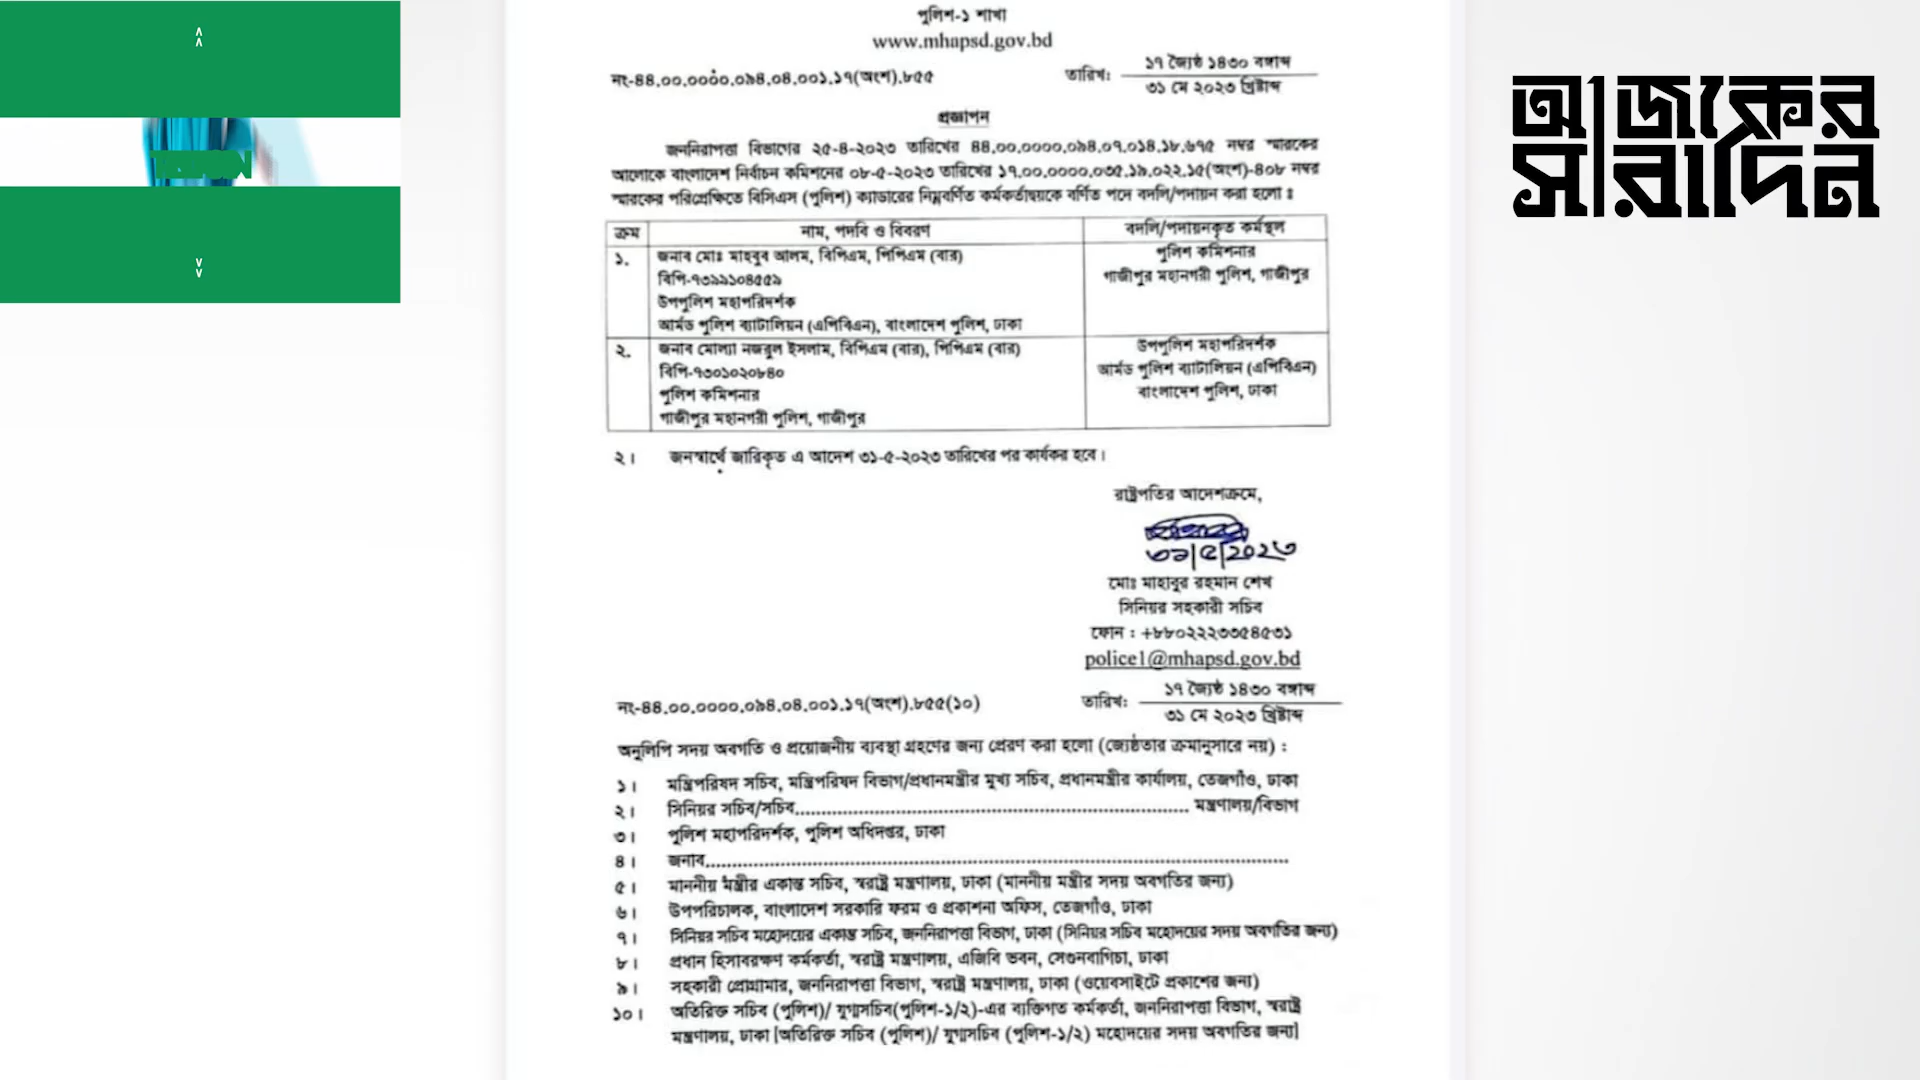 পুলিশ-১ শাখা
www.mhapsd.gov.bd
নং-৪৪.০০.০০০০.০৯৪.০৪.০০১.১৭(অংশ).৮৫৫
তারিখ:
১৭ জ্যৈষ্ঠ ১৪৩০ বঙ্গাব্দ
৩১ মে ২০২৩ খ্রিষ্টাব্দ
প্রজ্ঞাপন
জননিরাপত্তা বিভাগের ২৫-৪-২০২৩ তারিখের ৪৪.০০.০০০০.০৯৪.০৭.০১৪.১৮.৬৭৫ নম্বর স্মারকের
আলোকে বাংলাদেশ নির্বাচন কমিশনের ০৮-৫-২০২৩ তারিখের ১৭.০০.০০০০.০৩৫.১৯.০২২.১৫(অংশ)-৪০৮ নম্বর
স্মারকের পরিপ্রেক্ষিতে বিসিএস (পুলিশ) ক্যাডারের নিম্নবর্ণিত কর্মকর্তাদ্বয়কে বর্ণিত পদে বদলি/পদায়ন করা হলো ঃ
ক্রম নাম, পদবি ও বিবরণ বদলি/পদায়নকৃত কর্মস্থল
১. জনাব মোঃ মাহবুব আলম, বিপিএম, পিপিএম (বার)
বিপি-৭৩৯৯১০৪৫৫৯
উপপুলিশ মহাপরিদর্শক
আর্মড পুলিশ ব্যাটালিয়ন (এপিবিএন), বাংলাদেশ পুলিশ, ঢাকা
পুলিশ কমিশনার
গাজীপুর মহানগরী পুলিশ, গাজীপুর
২. জনাব মোল্যা নজরুল ইসলাম, বিপিএম (বার), পিপিএম (বার)
বিপি-৭৩০১০২০৮৪০
পুলিশ কমিশনার
গাজীপুর মহানগরী পুলিশ, গাজীপুর
উপপুলিশ মহাপরিদর্শক
আর্মড পুলিশ ব্যাটালিয়ন (এপিবিএন)
বাংলাদেশ পুলিশ, ঢাকা
২। জনস্বার্থে জারিকৃত এ আদেশ ৩১-৫-২০২৩ তারিখের পর কার্যকর হবে।
রাষ্ট্রপতির আদেশক্রমে,
৩১/৫/২০২৩
মোঃ মাহাবুর রহমান শেখ
সিনিয়র সহকারী সচিব
ফোন : +৮৮০২২২৩৩৫৪৫৩১
police1@mhapsd.gov.bd
নং-৪৪.০০.০০০০.০৯৪.০৪.০০১.১৭(অংশ).৮৫৫(১০)
তারিখ:
১৭ জ্যৈষ্ঠ ১৪৩০ বঙ্গাব্দ
৩১ মে ২০২৩ খ্রিষ্টাব্দ
অনুলিপি সদয় অবগতি ও প্রয়োজনীয় ব্যবস্থা গ্রহণের জন্য প্রেরণ করা হলো (জ্যেষ্ঠতার ক্রমানুসারে নয়) :
১। মন্ত্রিপরিষদ সচিব, মন্ত্রিপরিষদ বিভাগ/প্রধানমন্ত্রীর মুখ্য সচিব, প্রধানমন্ত্রীর কার্যালয়, তেজগাঁও, ঢাকা
২। সিনিয়র সচিব/সচিব.................................................. মন্ত্রণালয়/বিভাগ
৩। পুলিশ মহাপরিদর্শক, পুলিশ অধিদপ্তর, ঢাকা
৪। জনাব..................................................
৫। মাননীয় মন্ত্রীর একান্ত সচিব, স্বরাষ্ট্র মন্ত্রণালয়, ঢাকা (মাননীয় মন্ত্রীর সদয় অবগতির জন্য)
৬। উপপরিচালক, বাংলাদেশ সরকারি ফরম ও প্রকাশনা অফিস, তেজগাঁও, ঢাকা
৭। সিনিয়র সচিব মহোদয়ের একান্ত সচিব, জননিরাপত্তা বিভাগ, ঢাকা (সিনিয়র সচিব মহোদয়ের সদয় অবগতির জন্য)
৮। প্রধান হিসাবরক্ষণ কর্মকর্তা, স্বরাষ্ট্র মন্ত্রণালয়, এজিবি ভবন, সেগুনবাগিচা, ঢাকা
৯। সহকারী প্রোগ্রামার, জননিরাপত্তা বিভাগ, স্বরাষ্ট্র মন্ত্রণালয়, ঢাকা (ওয়েবসাইটে প্রকাশের জন্য)
১০। অতিরিক্ত সচিব (পুলিশ)/ যুগ্মসচিব(পুলিশ-১/২)-এর ব্যক্তিগত কর্মকর্তা, জননিরাপত্তা বিভাগ, স্বরাষ্ট্র
মন্ত্রণালয়, ঢাকা [অতিরিক্ত সচিব (পুলিশ)/ যুগ্মসচিব (পুলিশ-১/২) মহোদয়ের সদয় অবগতির জন্য]
আজকের
সারাদিন